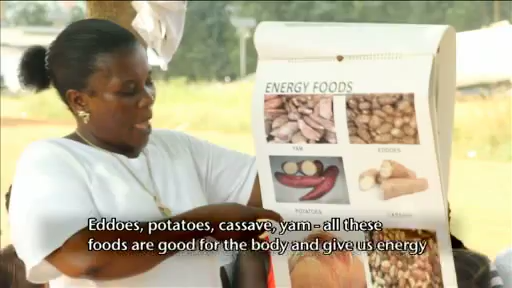 ENERGY FOODS
YAM
EDDOES
POTATOES
CASSAVA
Eddoes, potatoes, cassave, yam - all these
foods are good for the body and give us energy